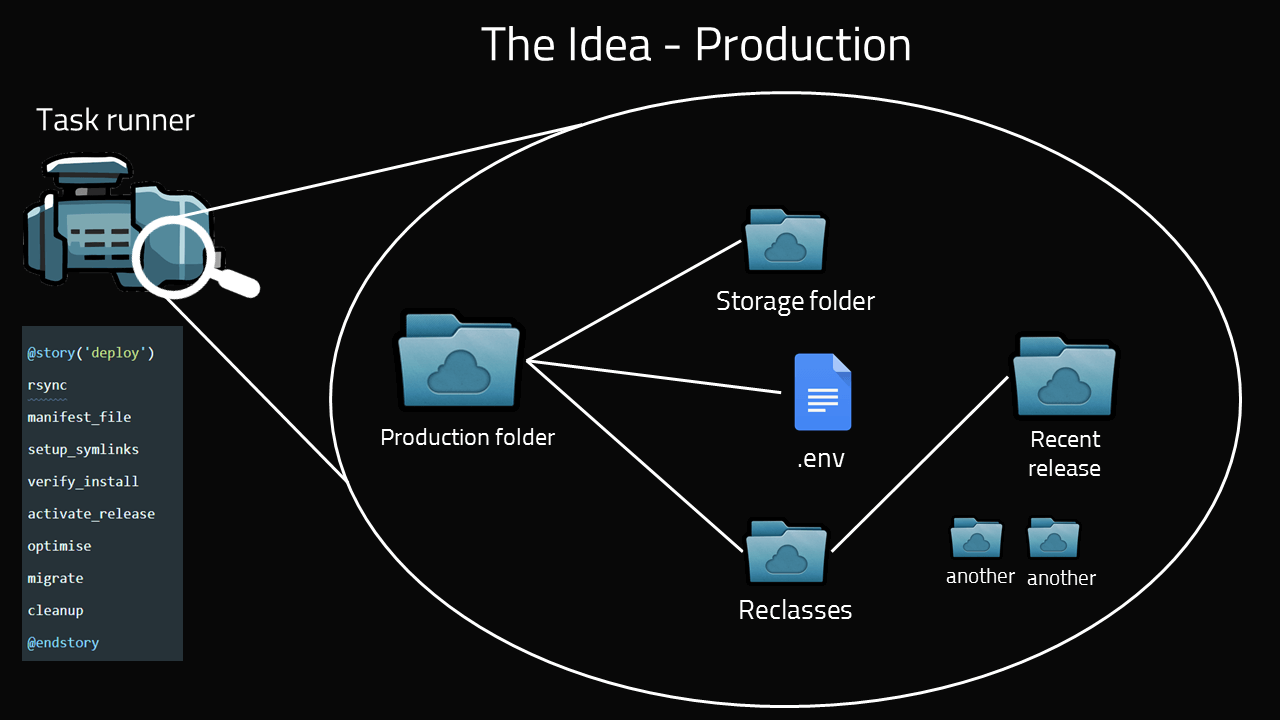 The Idea - Production
Task runner
@story('deploy')
rsync
manifest_file
setup_symlinks
verify_install
activate_release
optimise
migrate
cleanup
@endstory
Production folder
Storage folder
.env
Reclasses
Recent
release
another
another